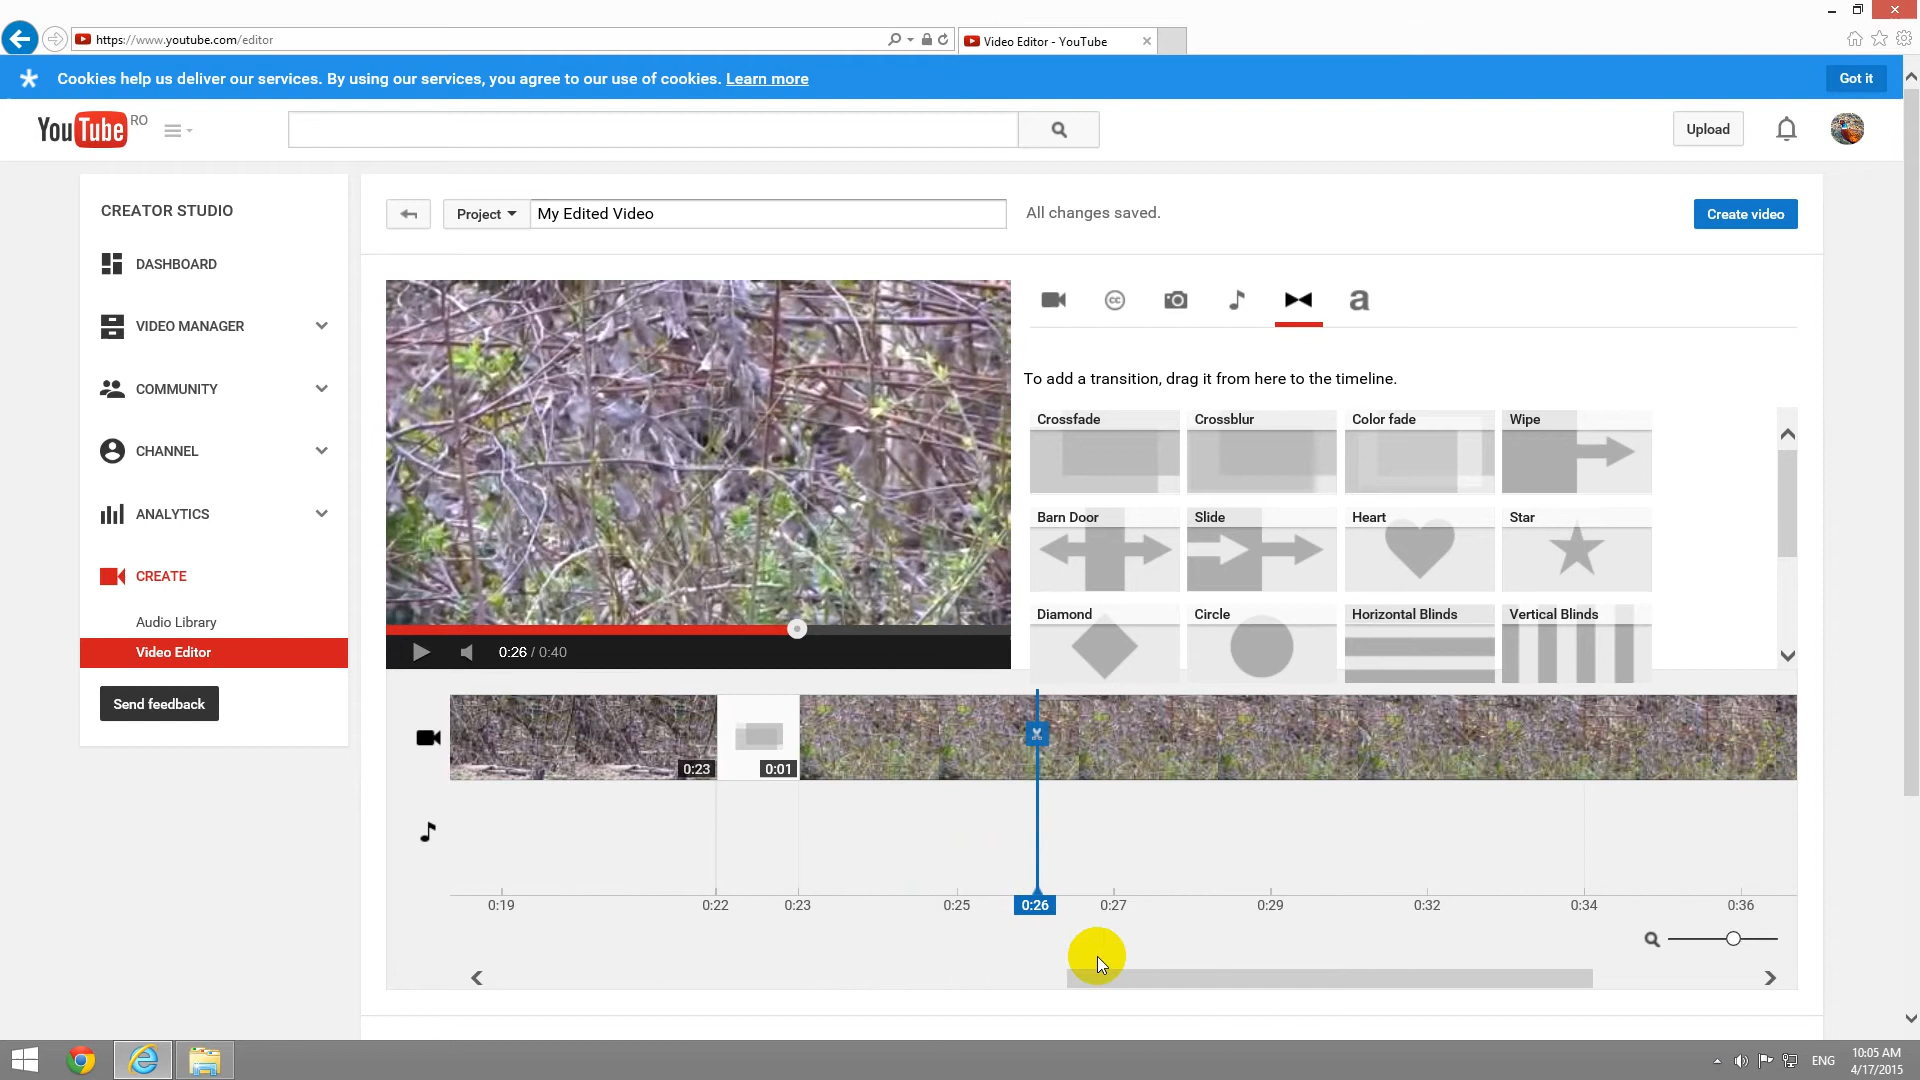 https://www.youtube.com/editor
Video Editor - YouTube
Cookies help us deliver our services. By using our services, you agree to our use of cookies. Learn more
Got it
YouTube RO
Upload
CREATOR STUDIO
DASHBOARD
VIDEO MANAGER
COMMUNITY
CHANNEL
ANALYTICS
CREATE
Audio Library
Video Editor
Send feedback
Project
My Edited Video
All changes saved.
Create video
cc
a
To add a transition, drag it from here to the timeline.
Crossfade
Crossblur
Color fade
Wipe
Barn Door
Slide
Heart
Star
Diamond
Circle
Horizontal Blinds
Vertical Blinds
0:26 / 0:40
0:23
0:01
0:19
0:22
0:23
0:25
0:26
0:27
0:29
0:32
0:34
0:36
ENG
10:05 AM
4/17/2015